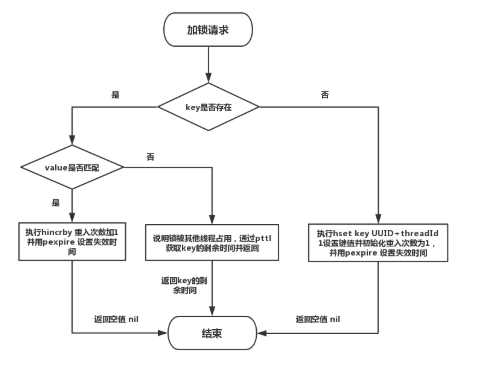 加锁请求
是
否
key是否存在
否
value是否匹配
是
执行hincrby 重入次数加1
并用pexpire 设置失效时
间
说明锁被其他线程占用，通过pttl
获取key的剩余时间并返回
执行hset key UUID+threadId
1设置键值并初始化重入次数为1，
并用pexpire 设置失效时间
返回key的剩
余时间
返回空值 nil
返回空值 nil
结束